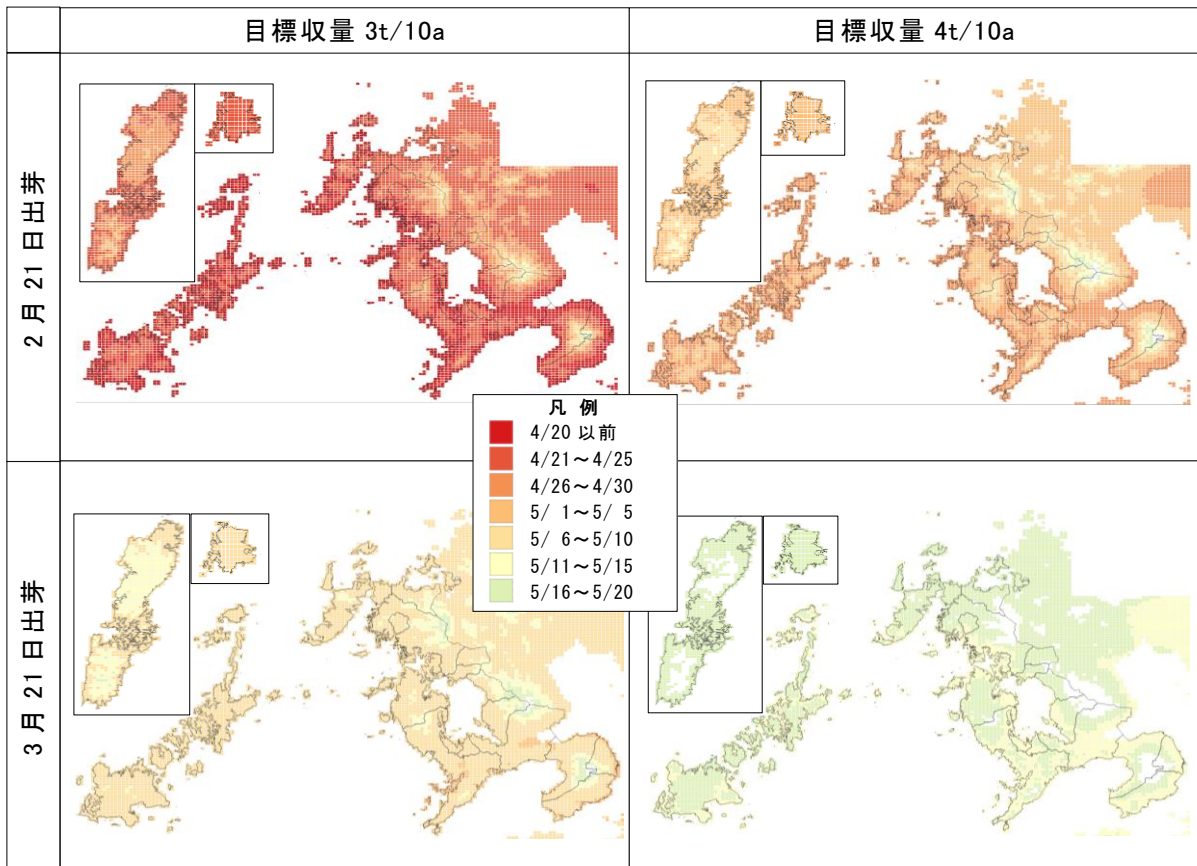 目標収量 3t/10a
目標収量 4t/10a
2月 21日出芽
凡 例
4/20 以前
4/21～4/25
4/26～4/30
5/ 1～5/ 5
5/ 6～5/10
5/11～5/15
5/16～5/20
3月 21日出芽